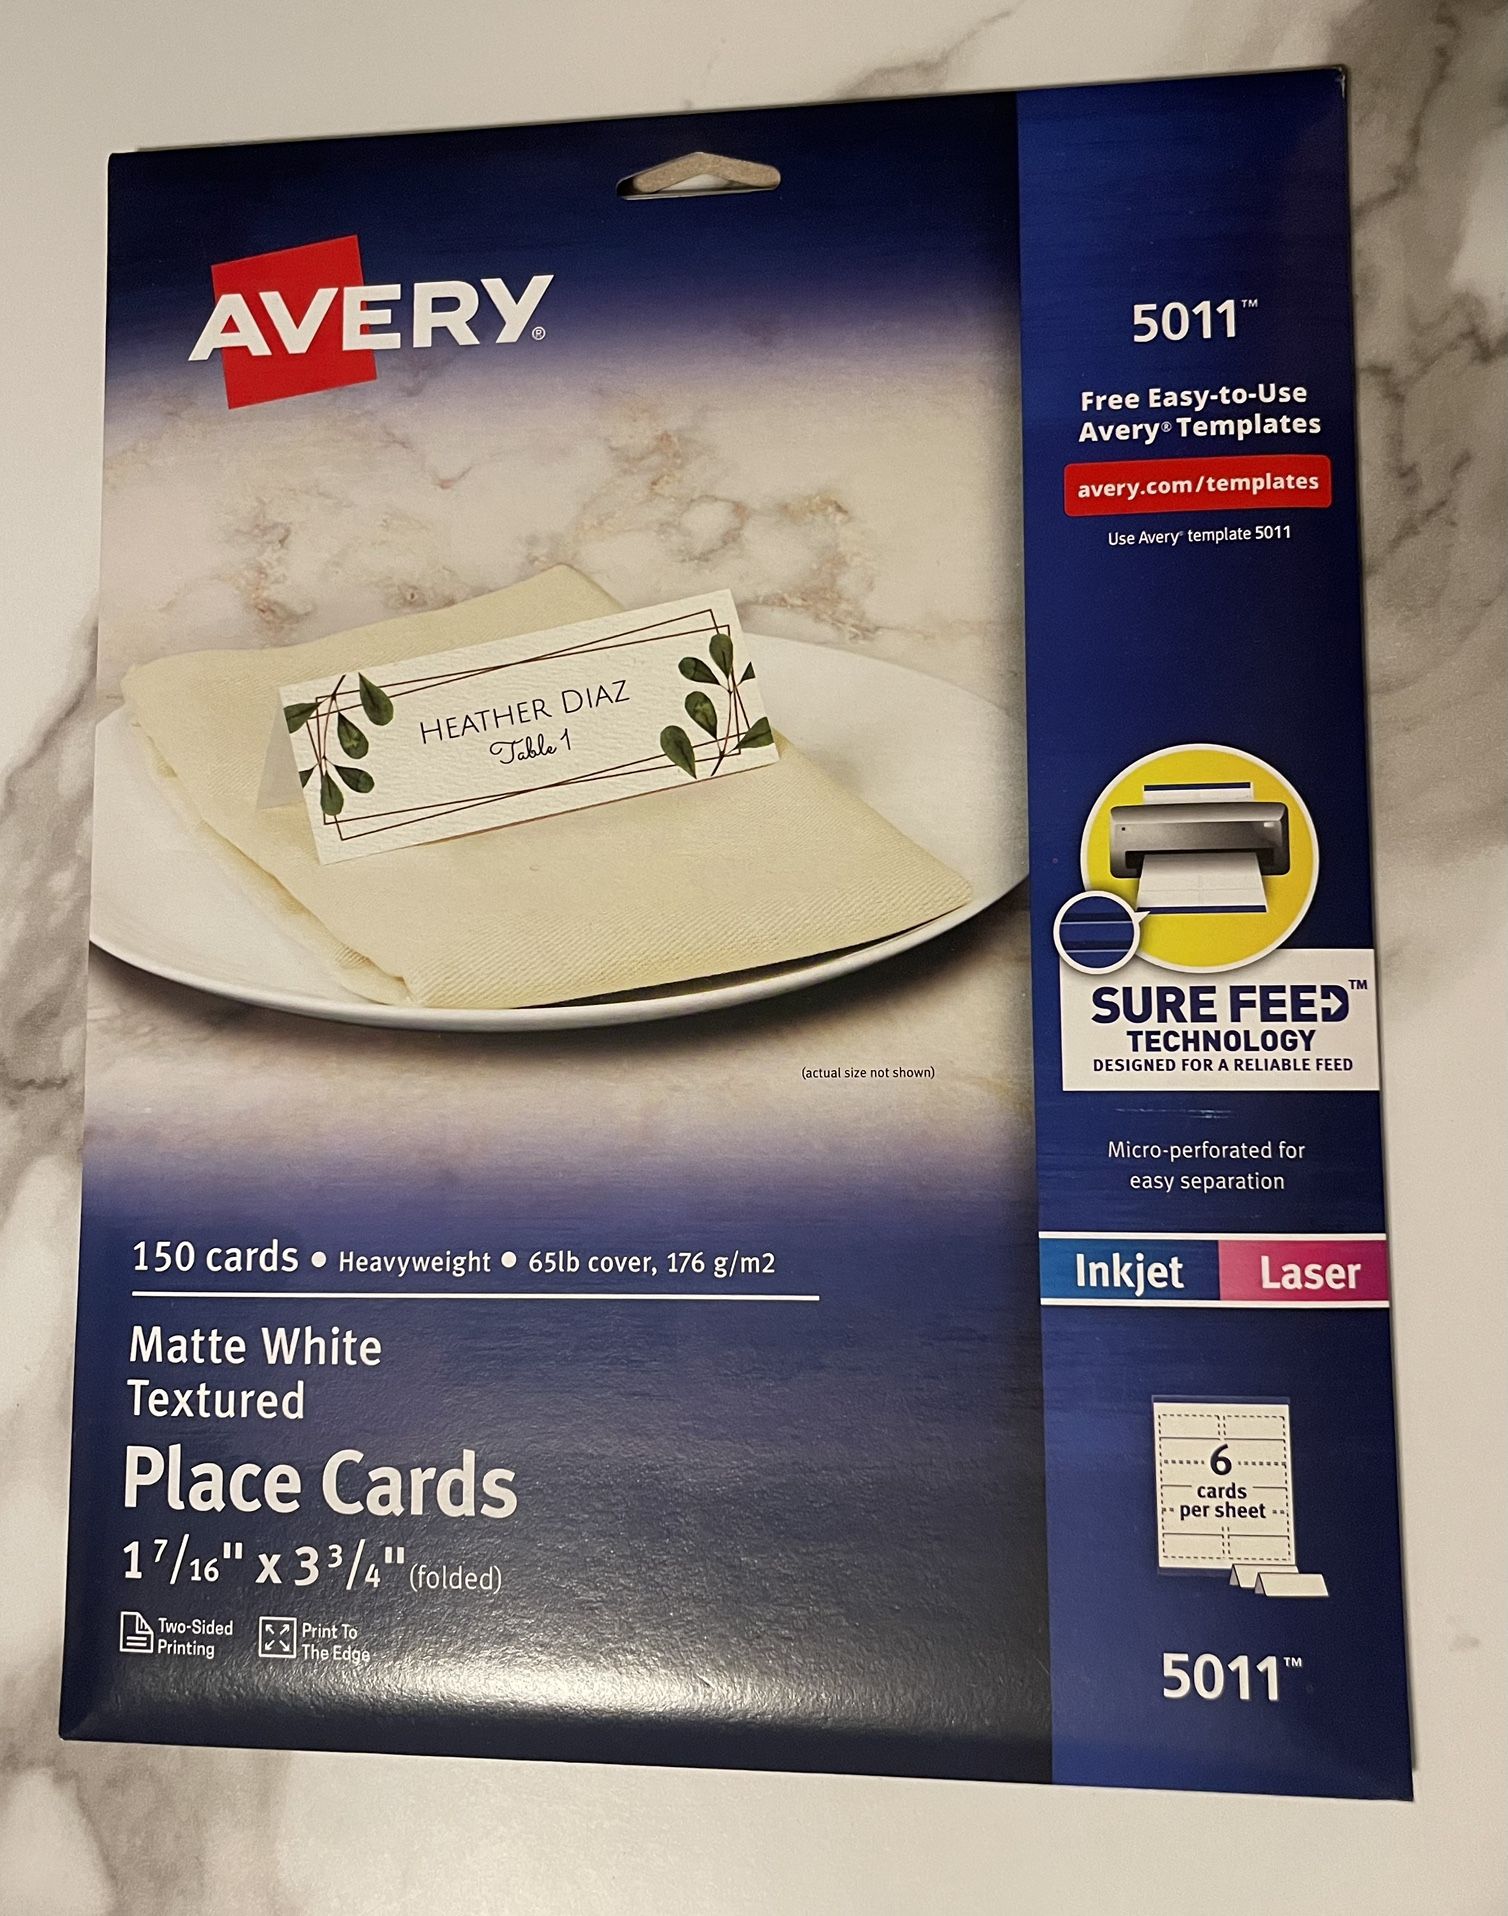 AVERY®
5011™
Free Easy-to-Use
Avery® Templates
avery.com/templates
Use Avery® template 5011
HEATHER DIAZ
Table 1
(actual size not shown)
SURE FEED™
TECHNOLOGY
DESIGNED FOR A RELIABLE FEED
Micro-perforated for
easy separation
Inkjet Laser
150 cards • Heavyweight • 65lb cover, 176 g/m2
Matte White
Textured
Place Cards
1 7/16" x 3 3/4" (folded)
Two-Sided
Printing
Print To
The Edge
6
cards
per sheet
5011™